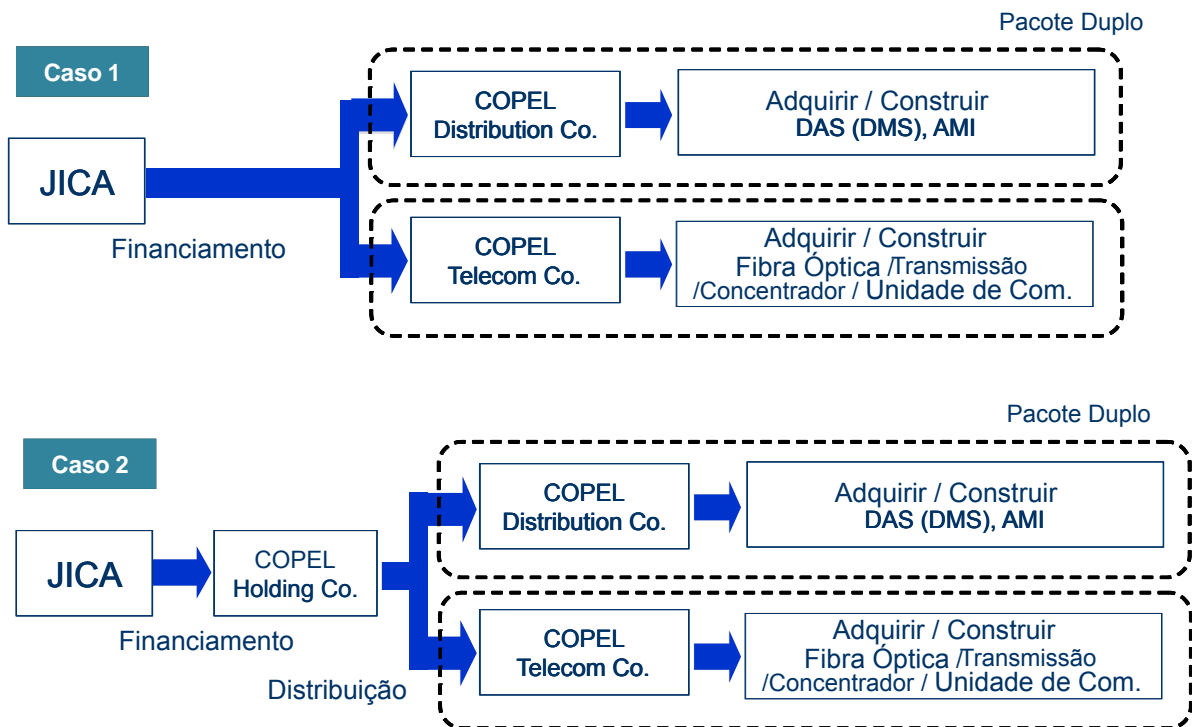 Pacote Duplo
Caso 1
COPEL
Distribution Co.
Adquirir / Construir
DAS (DMS), AMI
JICA
Financiamento
COPEL
Telecom Co.
Adquirir / Construir
Fibra Óptica /Transmissão
/Concentrador / Unidade de Com.
Pacote Duplo
Caso 2
COPEL
Distribution Co.
Adquirir / Construir
DAS (DMS), AMI
JICA
COPEL
Holding Co.
Financiamento
Distribuição
COPEL
Telecom Co.
Adquirir / Construir
Fibra Óptica /Transmissão
/Concentrador / Unidade de Com.